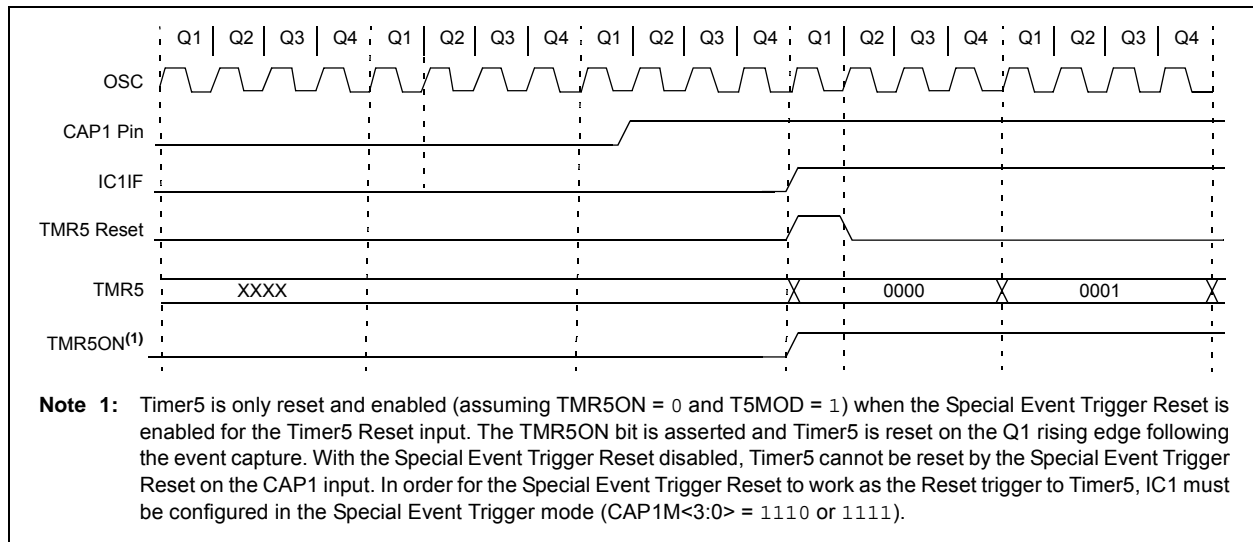 Q1 Q2 Q3 Q4 Q1 Q2 Q3 Q4 Q1 Q2 Q3 Q4 Q1 Q2 Q3 Q4 Q1 Q2 Q3 Q4
OSC
CAP1 Pin
IC1IF
TMR5 Reset
TMR5 XXXX 0000 0001
TMR5ON(1)
Note 1: Timer5 is only reset and enabled (assuming TMR5ON = 0 and T5MOD = 1) when the Special Event Trigger Reset is
enabled for the Timer5 Reset input. The TMR5ON bit is asserted and Timer5 is reset on the Q1 rising edge following
the event capture. With the Special Event Trigger Reset disabled, Timer5 cannot be reset by the Special Event Trigger
Reset on the CAP1 input. In order for the Special Event Trigger Reset to work as the Reset trigger to Timer5, IC1 must
be configured in the Special Event Trigger mode (CAP1M<3:0> = 1110 or 1111).